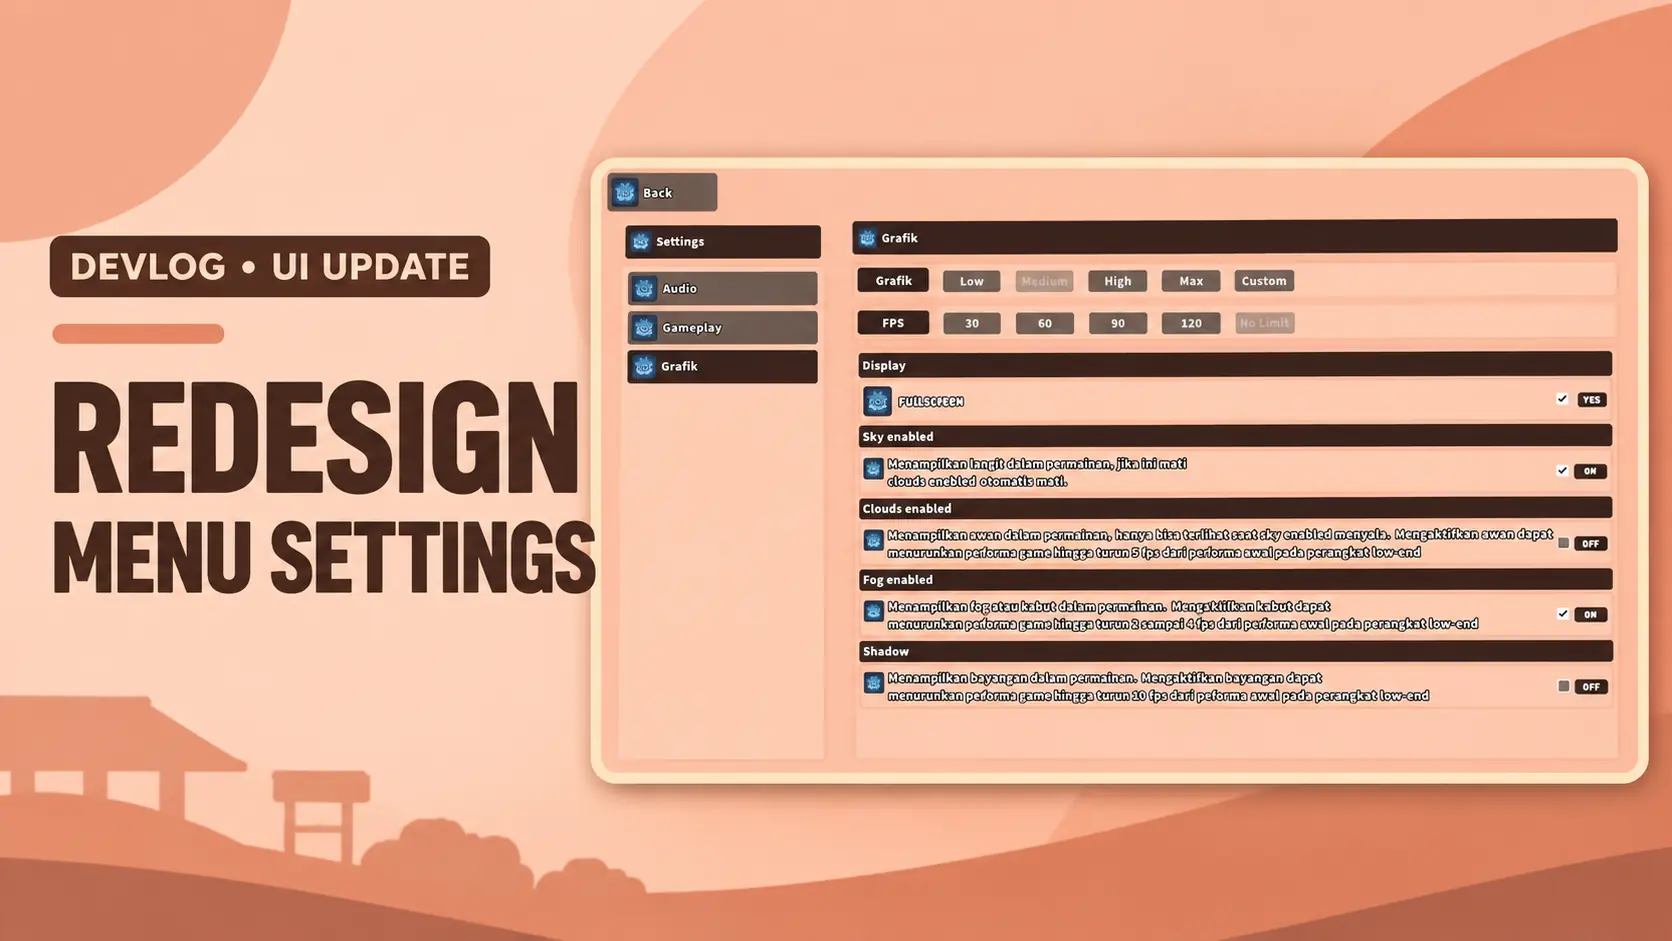 DEVLOG • UI UPDATE
REDESIGN
MENU SETTINGS
Back
Settings
Audio
Gameplay
Grafik
Grafik
Grafik Low Medium High Max Custom
FPS 30 60 90 120 No Limit
Display
FULLSCREEN YES
Sky enabled
Menampilkan langit dalam permainan, jika ini mati
clouds enebled otomatis mati.
ON
Clouds enabled
Menampilkan awan dalam permainan, hanya bisa terlihat saat sky enabled menyala. Mengaktifkan awan dapat
menurunkan performa game hingga turun 5 fps dari performa awal pada perangkat low-end
OFF
Fog enabled
Menampilkan fog atau kabut dalam permainan. Mengaktifkan kabut dapat
menurunkan performa game hingga turun 2 sampai 4 fps dari performa awal pada perangkat low-end
ON
Shadow
Menampilkan bayangan dalam permainan. Mengaktifkan bayangan dapat
menurunkan performa game hingga turun 10 fps dari peforma awal pada perangkat low-end
OFF